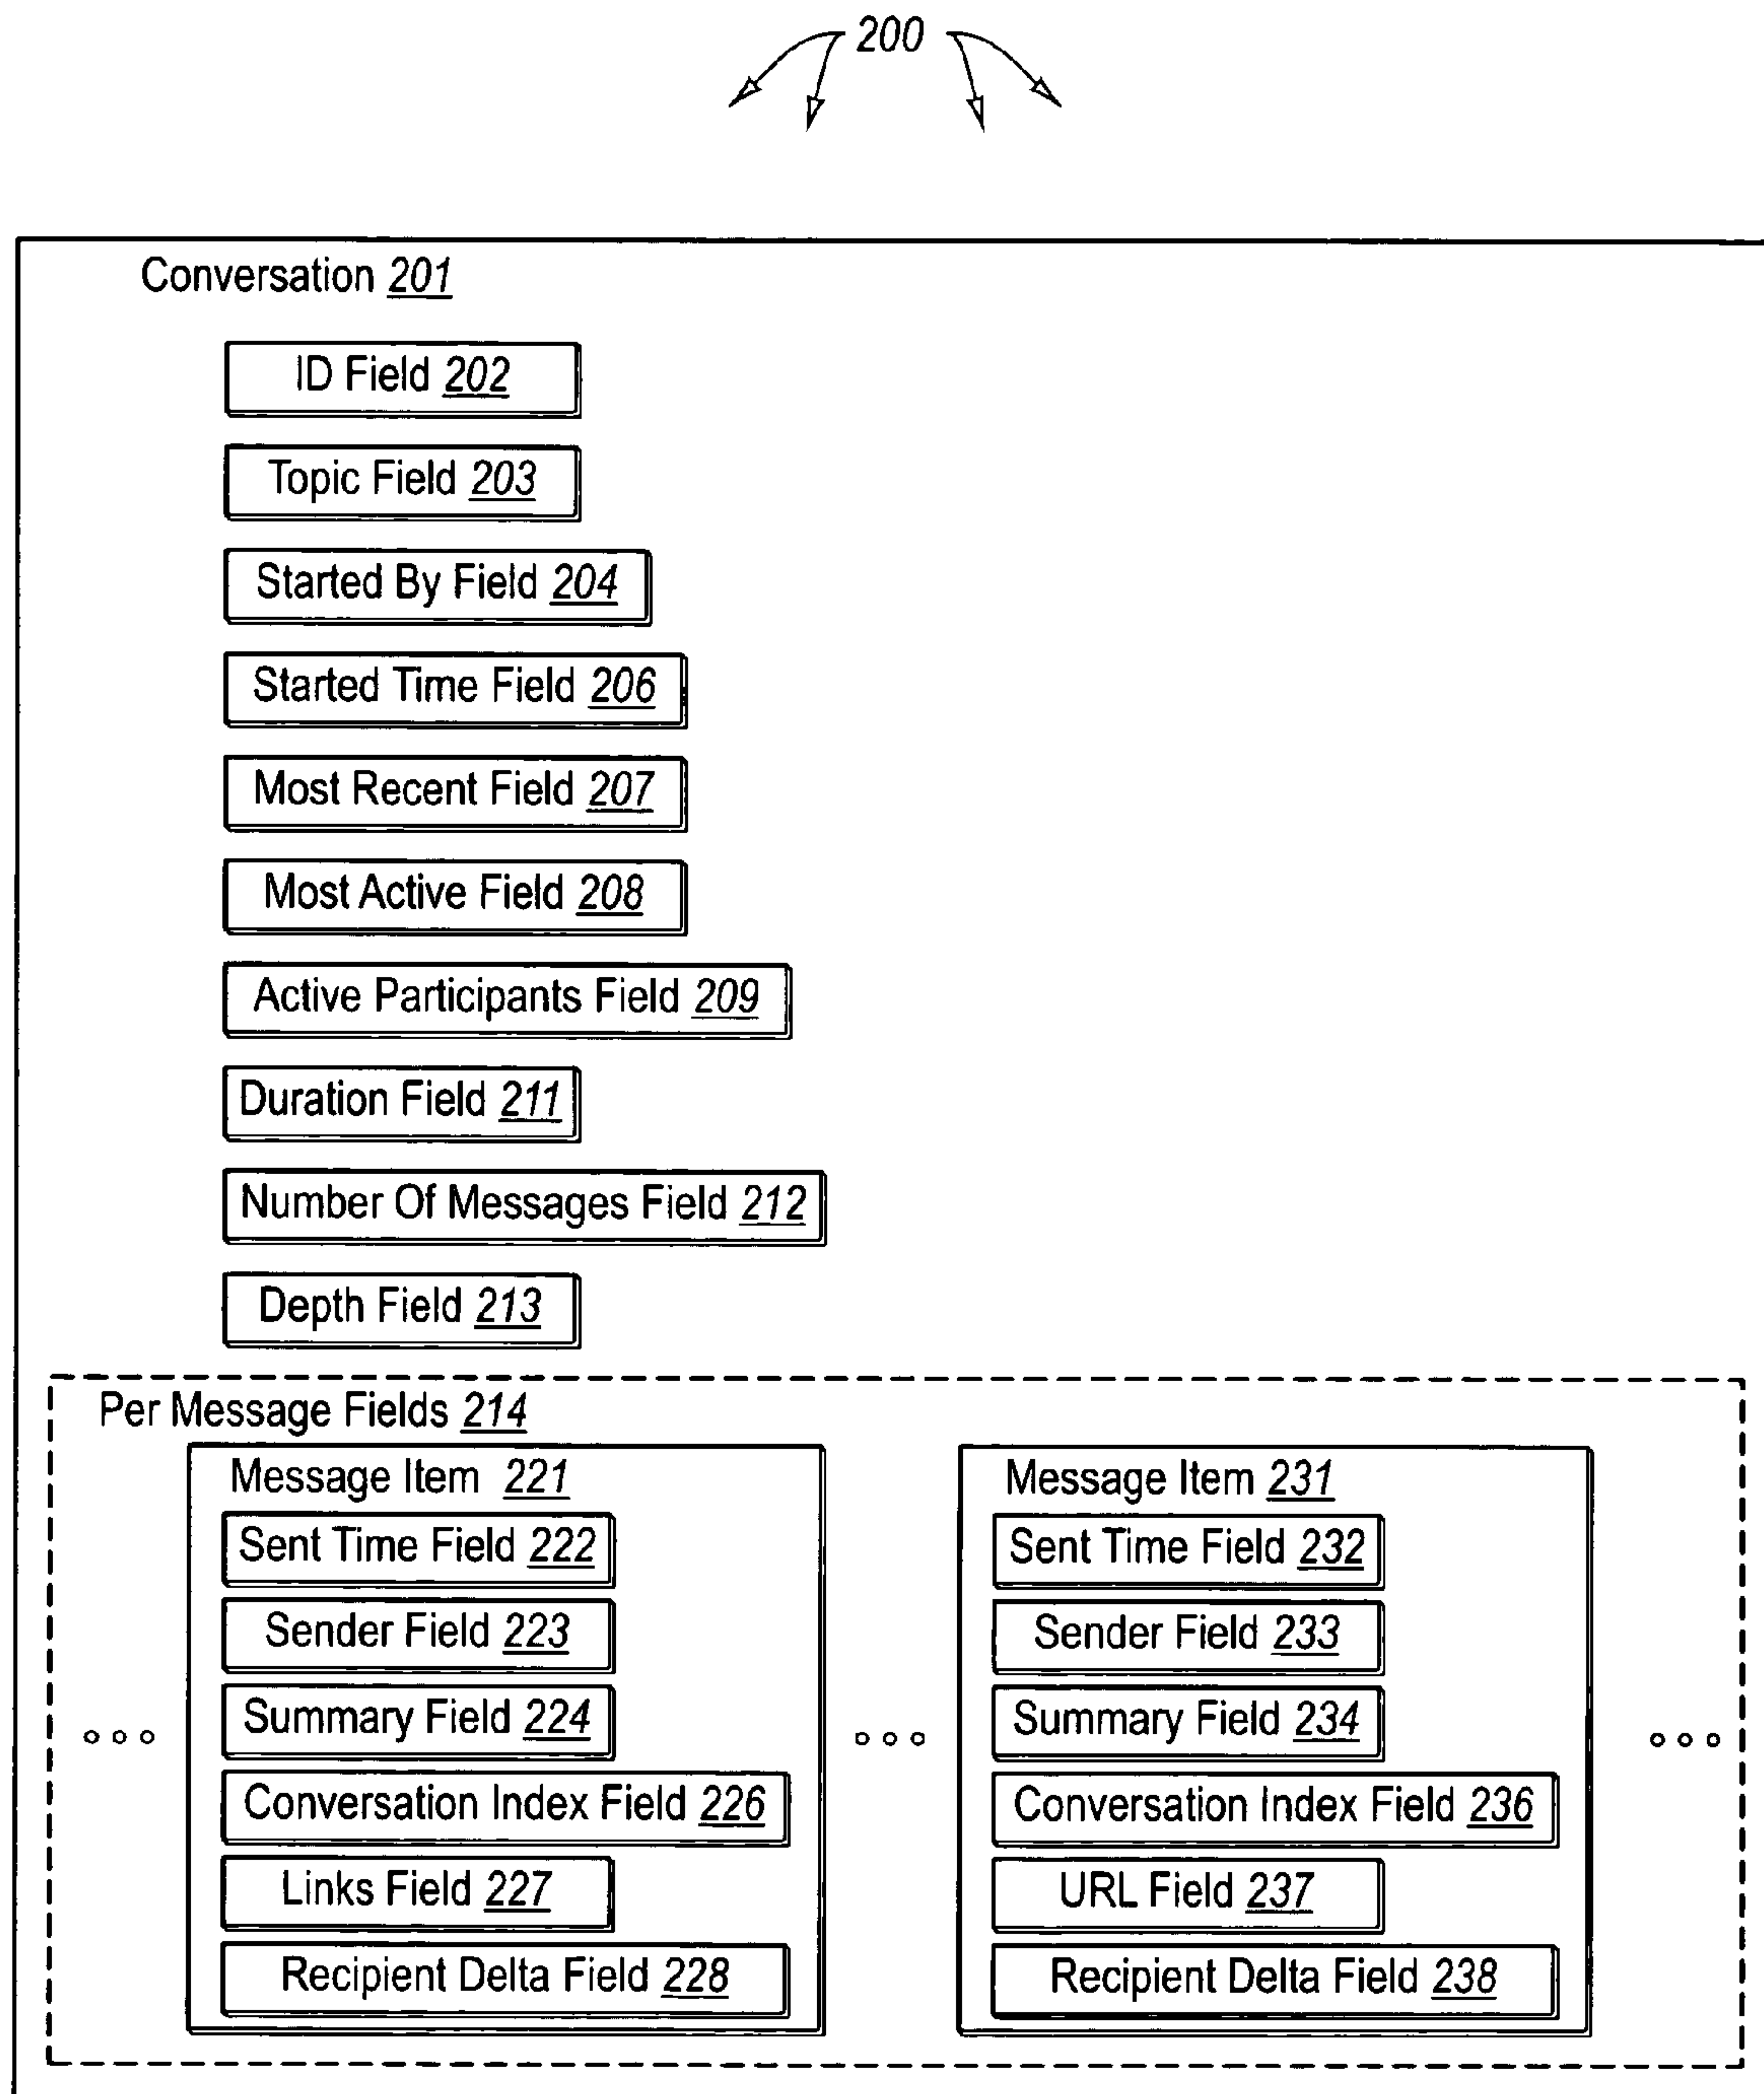 200
Conversation 201
ID Field 202
Topic Field 203
Started By Field 204
Started Time Field 206
Most Recent Field 207
Most Active Field 208
Active Participants Field 209
Duration Field 211
Number Of Messages Field 212
Depth Field 213
Per Message Fields 214
Message Item 221
Sent Time Field 222
Sender Field 223
Summary Field 224
Conversation Index Field 226
Links Field 227
Recipient Delta Field 228
Message Item 231
Sent Time Field 232
Sender Field 233
Summary Field 234
Conversation Index Field 236
URL Field 237
Recipient Delta Field 238